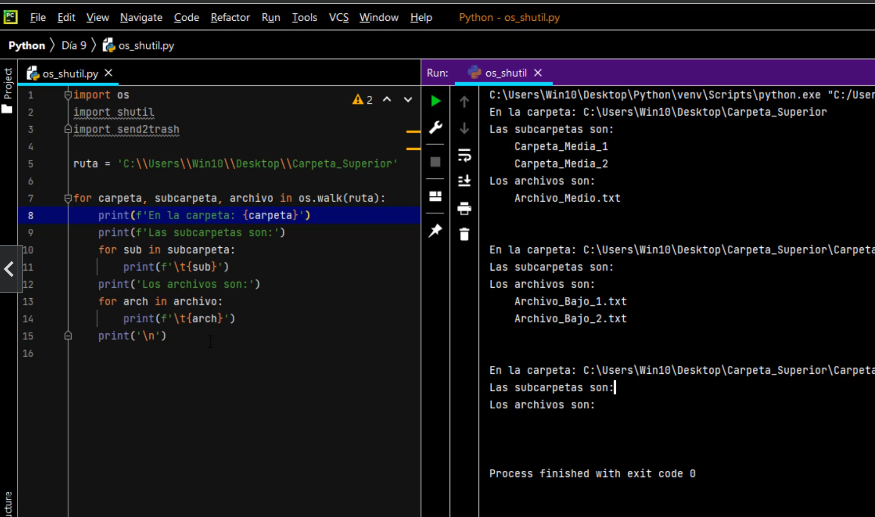 File Edit View Navigate Code Refactor Run Tools VCS Window Help Python - os_shutil.py
Python Día 9 os_shutil.py
Project
os_shutil.py
1 import os
2 import shutil
3 import send2trash
4
5 ruta = 'C:\\Users\\Win10\\Desktop\\Carpeta_Superior'
6
7 for carpeta, subcarpeta, archivo in os.walk(ruta):
8 print(f'En la carpeta: {carpeta}')
9 print(f'Las subcarpetas son:')
10 for sub in subcarpeta:
11 print(f'\t{sub}')
12 print('Los archivos son:')
13 for arch in archivo:
14 print(f'\t{arch}')
15 print('\n')
16
2
Run: os_shutil
C:\Users\Win10\Desktop\Python\venv\Scripts\python.exe "C:/User
En la carpeta: C:\Users\Win10\Desktop\Carpeta_Superior
Las subcarpetas son:
Carpeta_Media_1
Carpeta_Media_2
Los archivos son:
Archivo_Medio.txt
En la carpeta: C:\Users\Win10\Desktop\Carpeta_Superior\Carpeta
Las subcarpetas son:
Los archivos son:
Archivo_Bajo_1.txt
Archivo_Bajo_2.txt
En la carpeta: C:\Users\Win10\Desktop\Carpeta_Superior\Carpeta
Las subcarpetas son:
Los archivos son:
Process finished with exit code 0
ucture